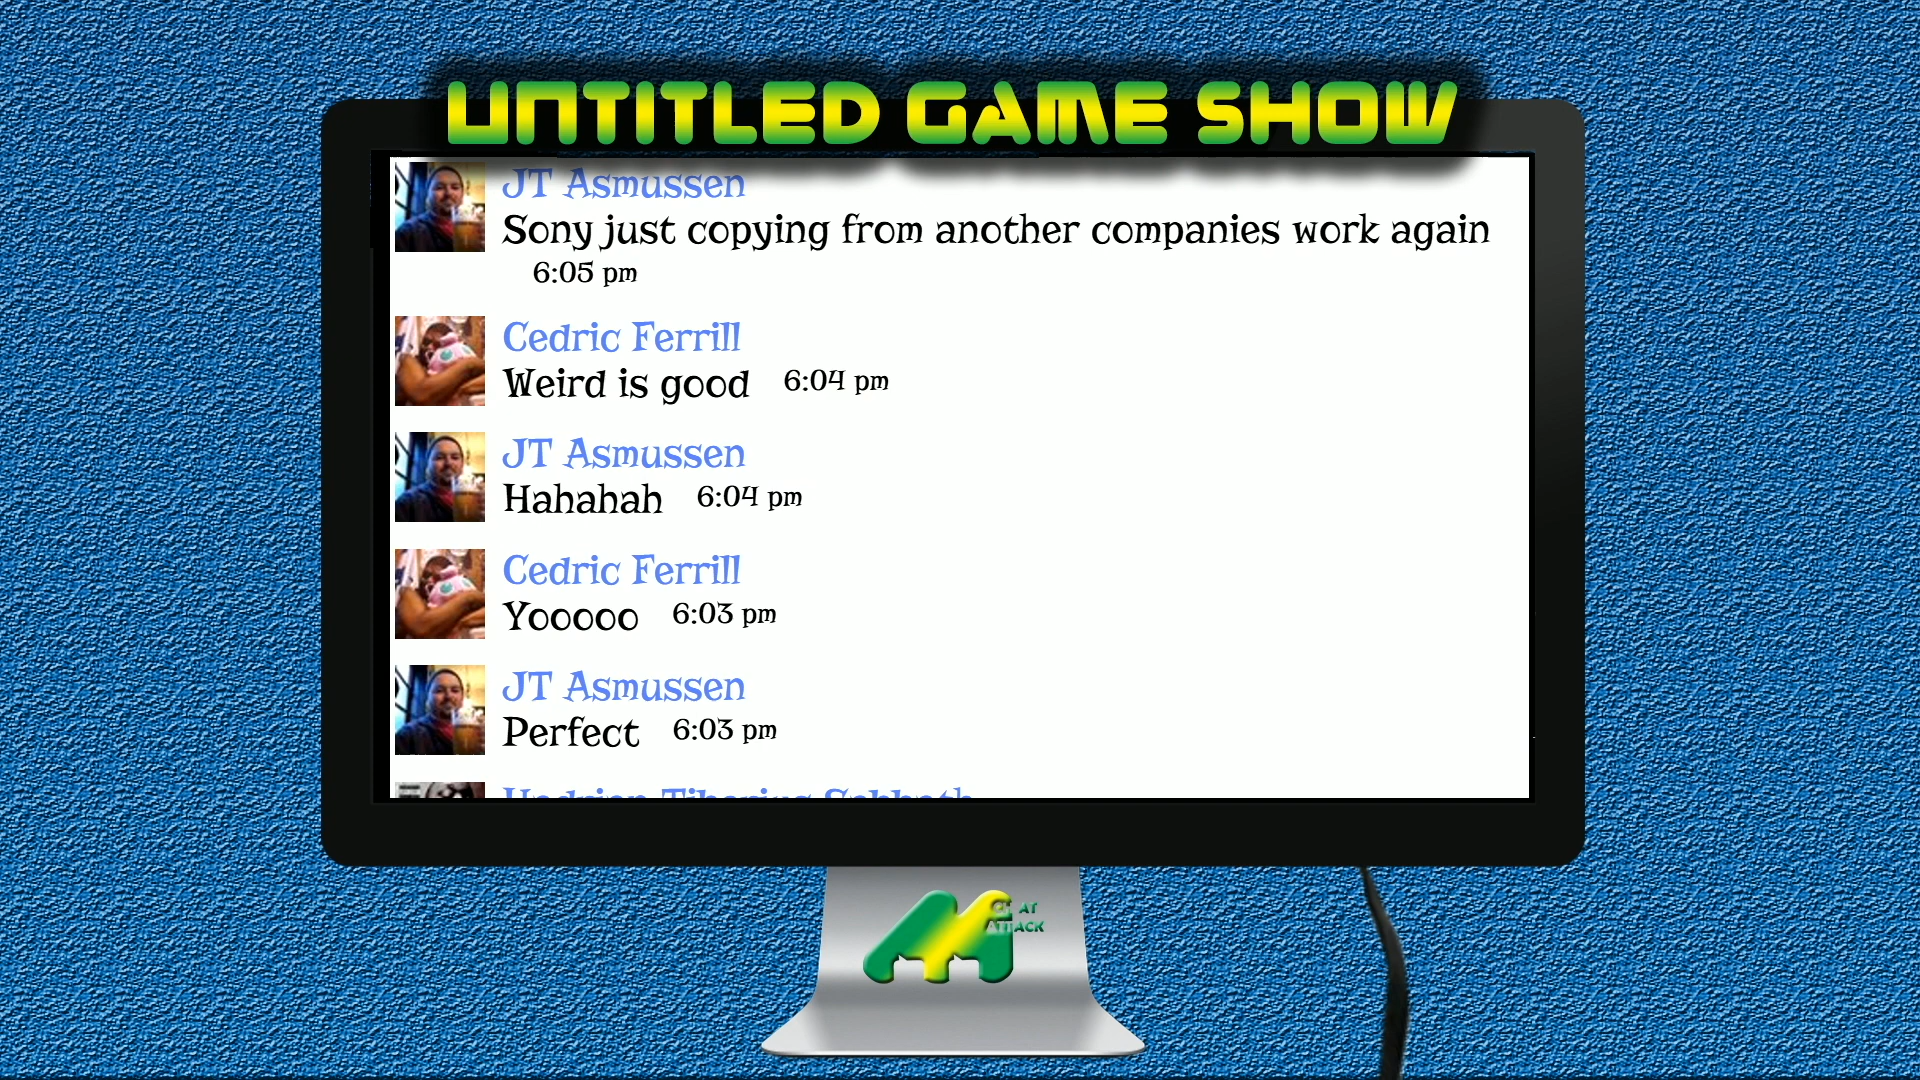 UNTITLED GAME SHOW
JT Asmussen
Sony just copying from another companies work again
6:05 pm
Cedric Ferrill
Weird is good 6:04 pm
JT Asmussen
Hahahah 6:04 pm
Cedric Ferrill
Yooooo 6:03 pm
JT Asmussen
Perfect 6:03 pm
AT
ATTACK